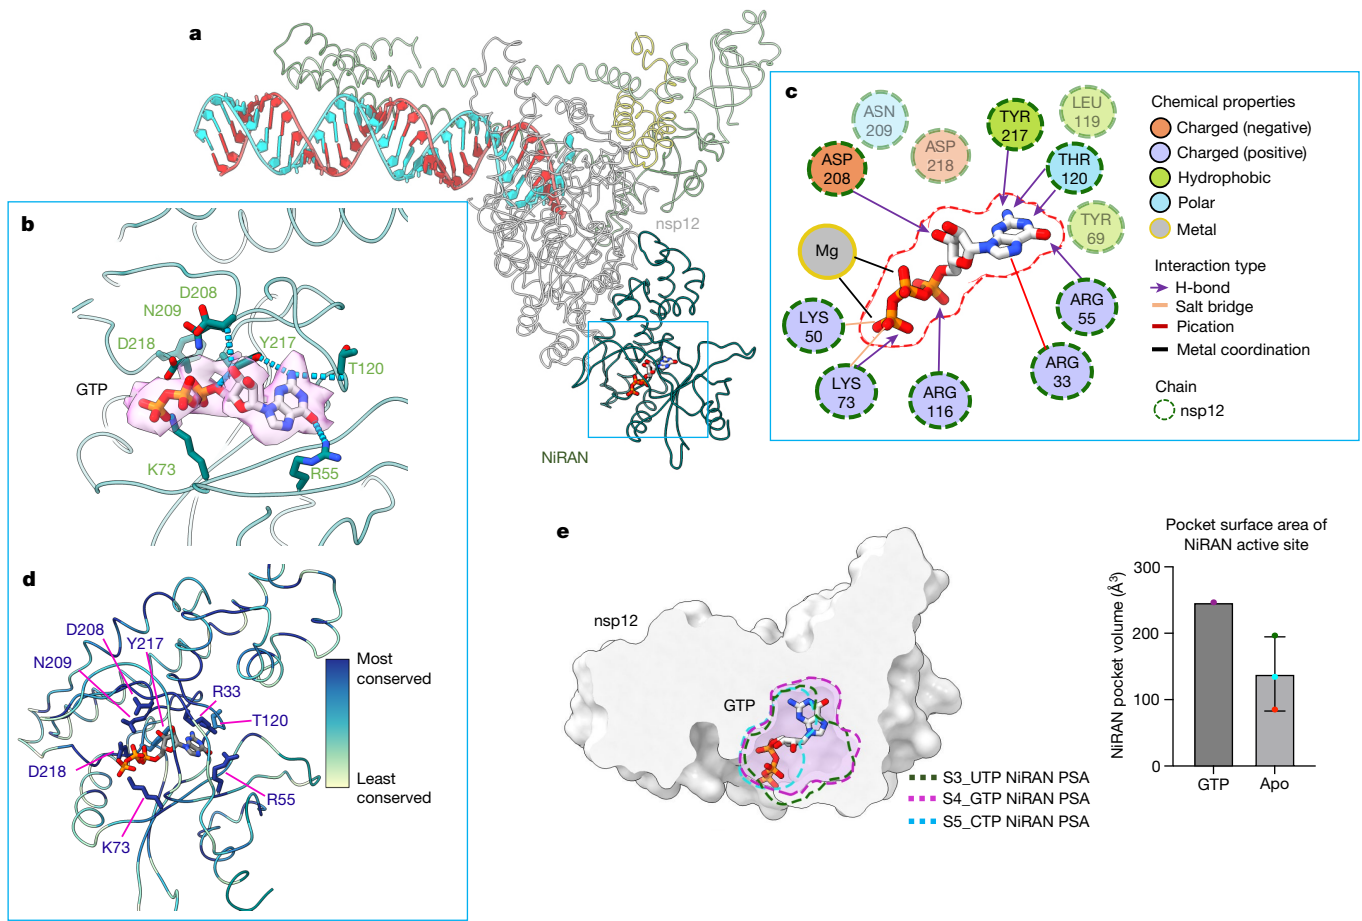 a
nsp12
NiRAN
b
D208
N209
D218
Y217
T120
GTP
K73
R55
c
ASN
209
ASP
218
TYR
217
LEU
119
ASP
208
THR
120
TYR
69
Mg
LYS
50
ARG
55
LYS
73
ARG
116
ARG
33
Chemical properties
Charged (negative)
Charged (positive)
Hydrophobic
Polar
Metal
Interaction type
H-bond
Salt bridge
Pication
Metal coordination
Chain
nsp12
d
D208
Y217
N209
R33
T120
D218
R55
K73
Most
conserved
Least
conserved
e
nsp12
GTP
S3_UTP NiRAN PSA
S4_GTP NiRAN PSA
S5_CTP NiRAN PSA
Pocket surface area of
NiRAN active site
NiRAN pocket volume (Å³)
300
200
100
0
GTP
Apo